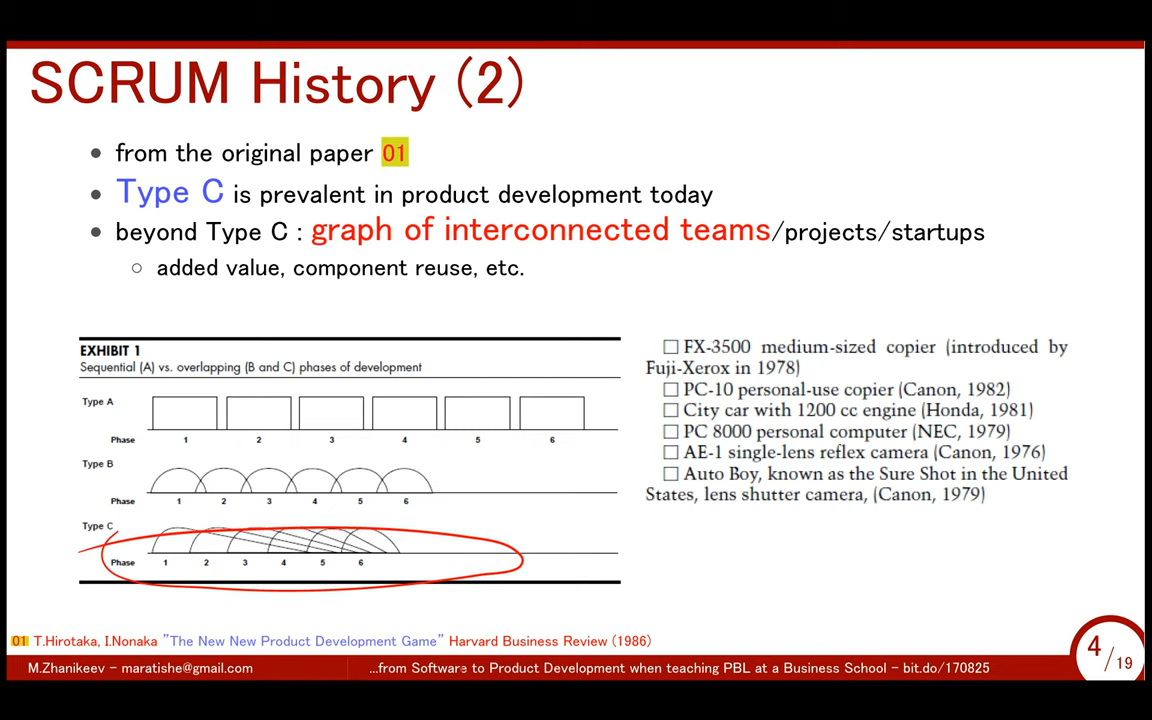 SCRUM History (2)
from the original paper 01
Type C is prevalent in product development today
beyond Type C : graph of interconnected teams/projects/startups
added value, component reuse, etc.
EXHIBIT 1
Sequential (A) vs. overlapping (B and C) phases of development
Type A
Phase 1 2 3 4 5 6
Type B
Phase 1 2 3 4 5 6
Type C
Phase 1 2 3 4 5 6
□ FX-3500 medium-sized copier (introduced by
Fuji-Xerox in 1978)
□ PC-10 personal-use copier (Canon, 1982)
□ City car with 1200 cc engine (Honda, 1981)
□ PC 8000 personal computer (NEC, 1979)
□ AE-1 single-lens reflex camera (Canon, 1976)
□ Auto Boy, known as the Sure Shot in the United
States, lens shutter camera, (Canon, 1979)
01 T.Hirotaka, I.Nonaka "The New New Product Development Game" Harvard Business Review (1986)
M.Zhanikeev – maratishe@gmail.com
...from Software to Product Development when teaching PBL at a Business School – bit.do/170825
4/19